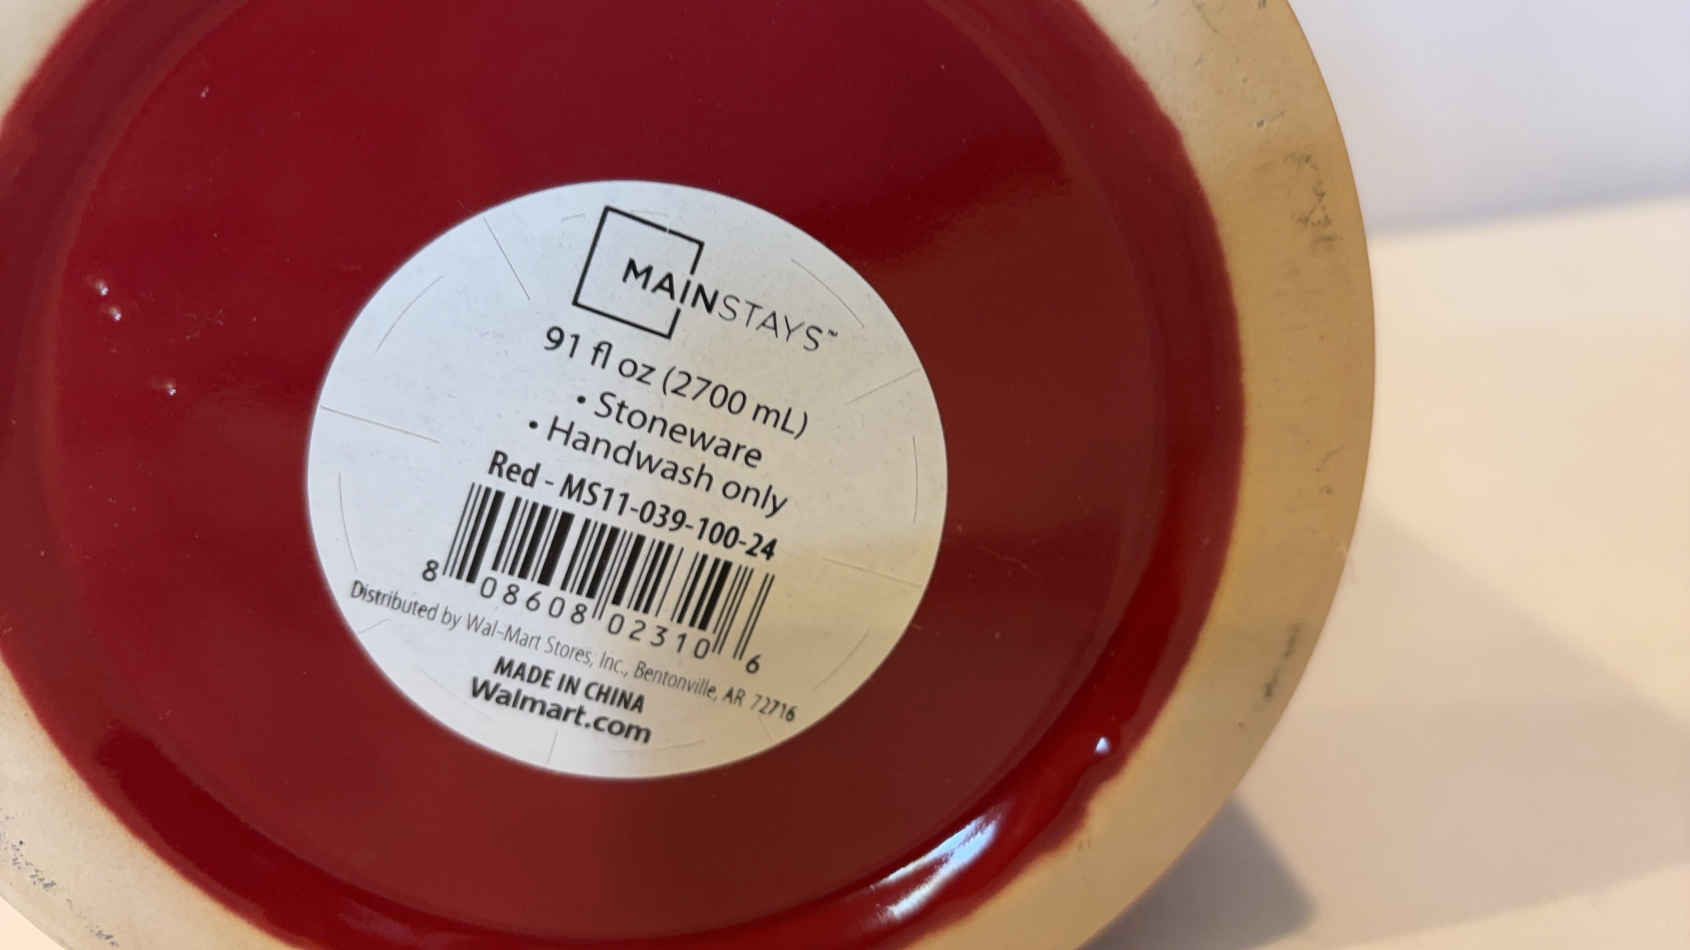 MAINSTAYS™
91 fl oz (2700 mL)
• Stoneware
• Handwash only
Red - MS11-039-100-24
8 08608 02310 6
Distributed by Wal-Mart Stores, Inc., Bentonville, AR 72716
MADE IN CHINA
Walmart.com